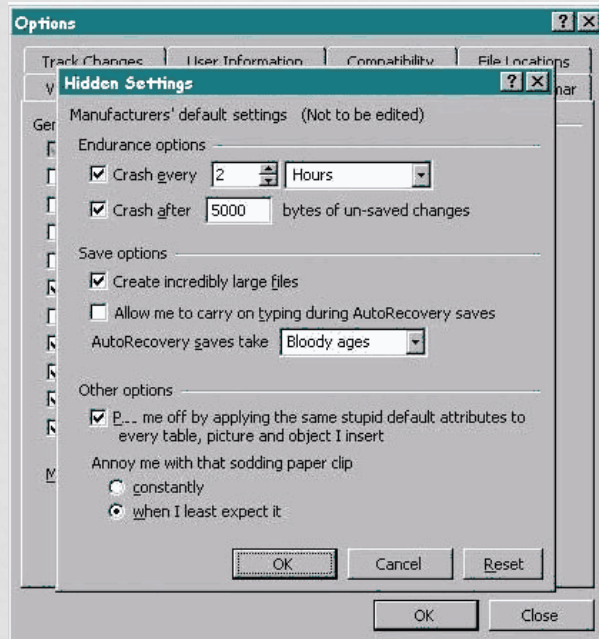 Options
Track Changes User Information Compatibility File Locations
Hidden Settings
Manufacturers' default settings (Not to be edited)
Endurance options
Crash every 2 Hours
Crash after 5000 bytes of un-saved changes
Save options
Create incredibly large files
Allow me to carry on typing during AutoRecovery saves
AutoRecovery saves take Bloody ages
Other options
P... me off by applying the same stupid default attributes to
every table, picture and object I insert
Annoy me with that sodding paper clip
constantly
when I least expect it
OK Cancel Reset
OK Close